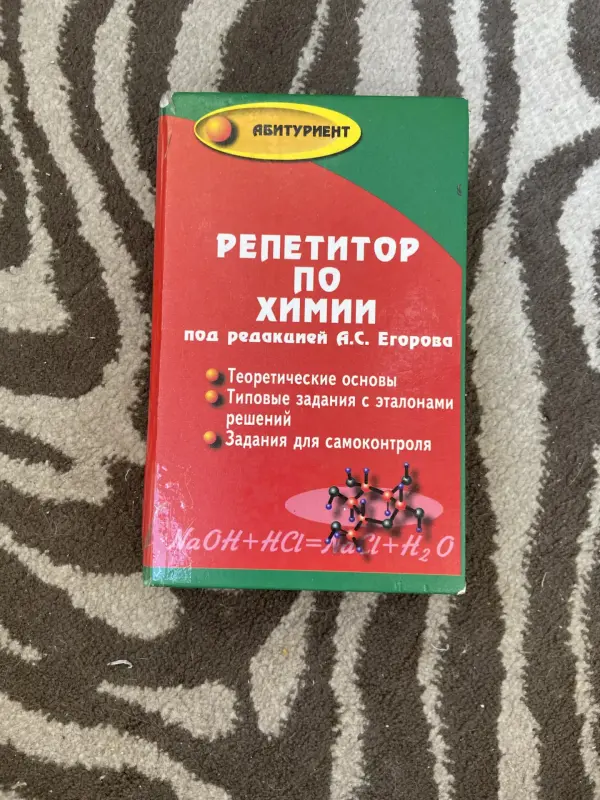 АБИТУРИЕНТ
РЕПЕТИТОР
ПО
ХИМИИ
под редакцией А.С. Егорова
Теоретические основы
Типовые задания с эталонами
решений
Задания для самоконтроля
NaOH+HCl=NaCl+H₂O